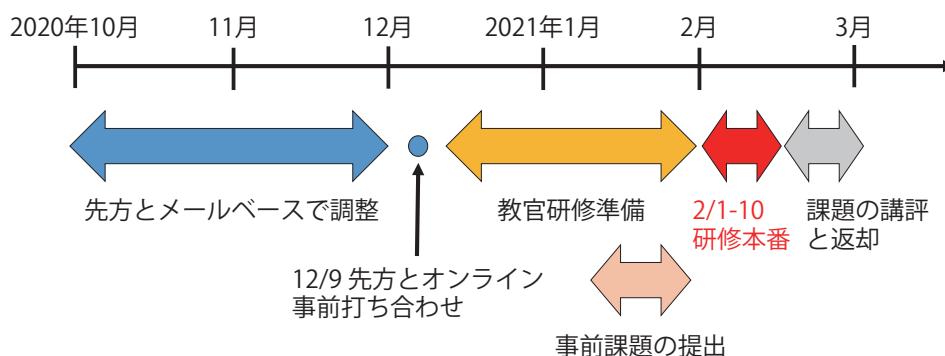 2020年10月
11月
12月
2021年1月
2月
3月
先方とメールベースで調整
教官研修準備
2/1-10
研修本番
課題の講評
と返却
12/9 先方とオンライン
事前打ち合わせ
事前課題の提出